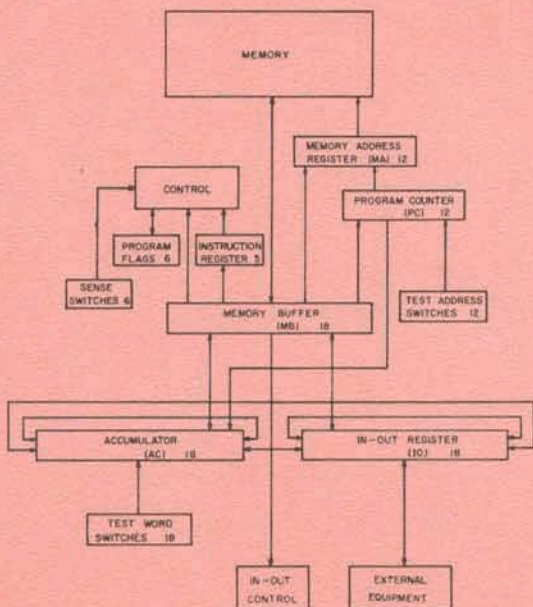 MEMORY
MEMORY ADDRESS
REGISTER (MA) 12
CONTROL
PROGRAM COUNTER
(PC) 12
PROGRAM
FLAGS 6
INSTRUCTION
REGISTER 5
SENSE
SWITCHES 6
TEST ADDRESS
SWITCHES 12
MEMORY BUFFER
(MB) 18
ACCUMULATOR
(AC) 18
IN-OUT REGISTER
(IO) 18
TEST WORD
SWITCHES 18
IN-OUT
CONTROL
EXTERNAL
EQUIPMENT